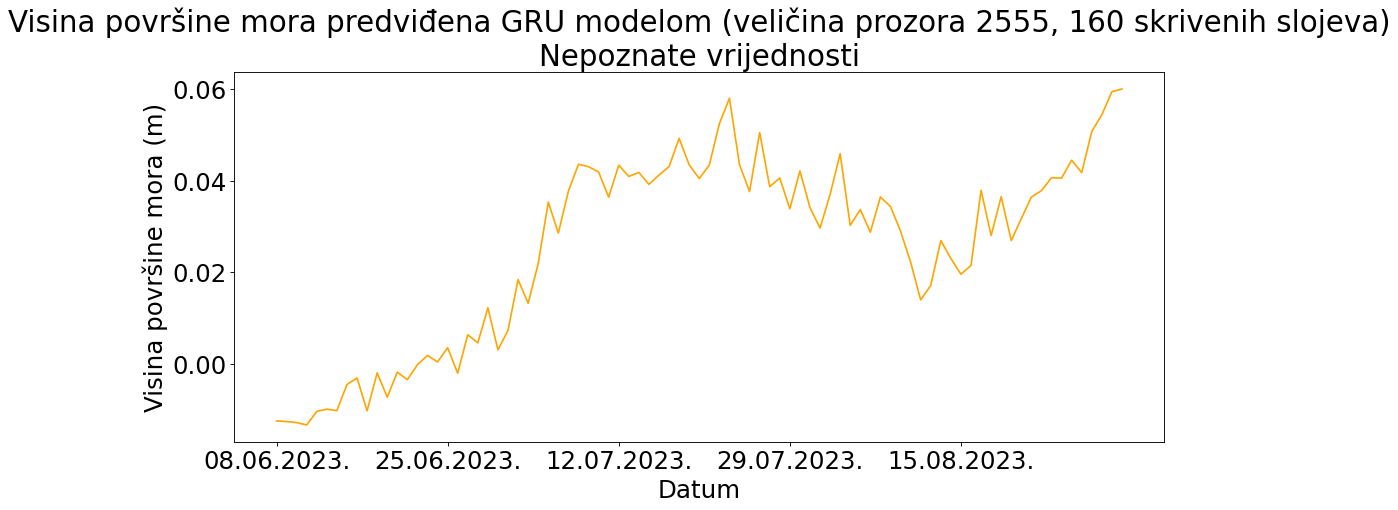 Visina površine mora predviđena GRU modelom (veličina prozora 2555, 160 skrivenih slojeva)
Nepoznate vrijednosti
Visina površine mora (m)
0.06
0.04
0.02
0.00
08.06.2023. 25.06.2023. 12.07.2023. 29.07.2023. 15.08.2023.
Datum